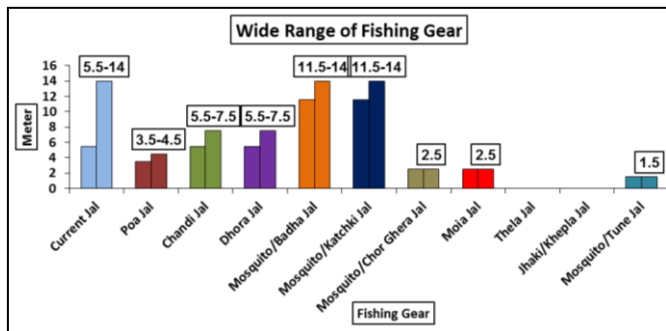 Wide Range of Fishing Gear
Meter
16
14
12
10
8
6
4
2
0
5.5-14
3.5-4.5
5.5-7.5
5.5-7.5
11.5-14
11.5-14
2.5
2.5
1.5
Current Jal
Poa Jal
Chandi Jal
Dhora Jal
Mosquito/Badha Jal
Mosquito/Katchki Jal
Mosquito/Chor Ghera Jal
Moia Jal
Thela Jal
Jhaki/Khepla Jal
Mosquito/Tune Jal
Fishing Gear